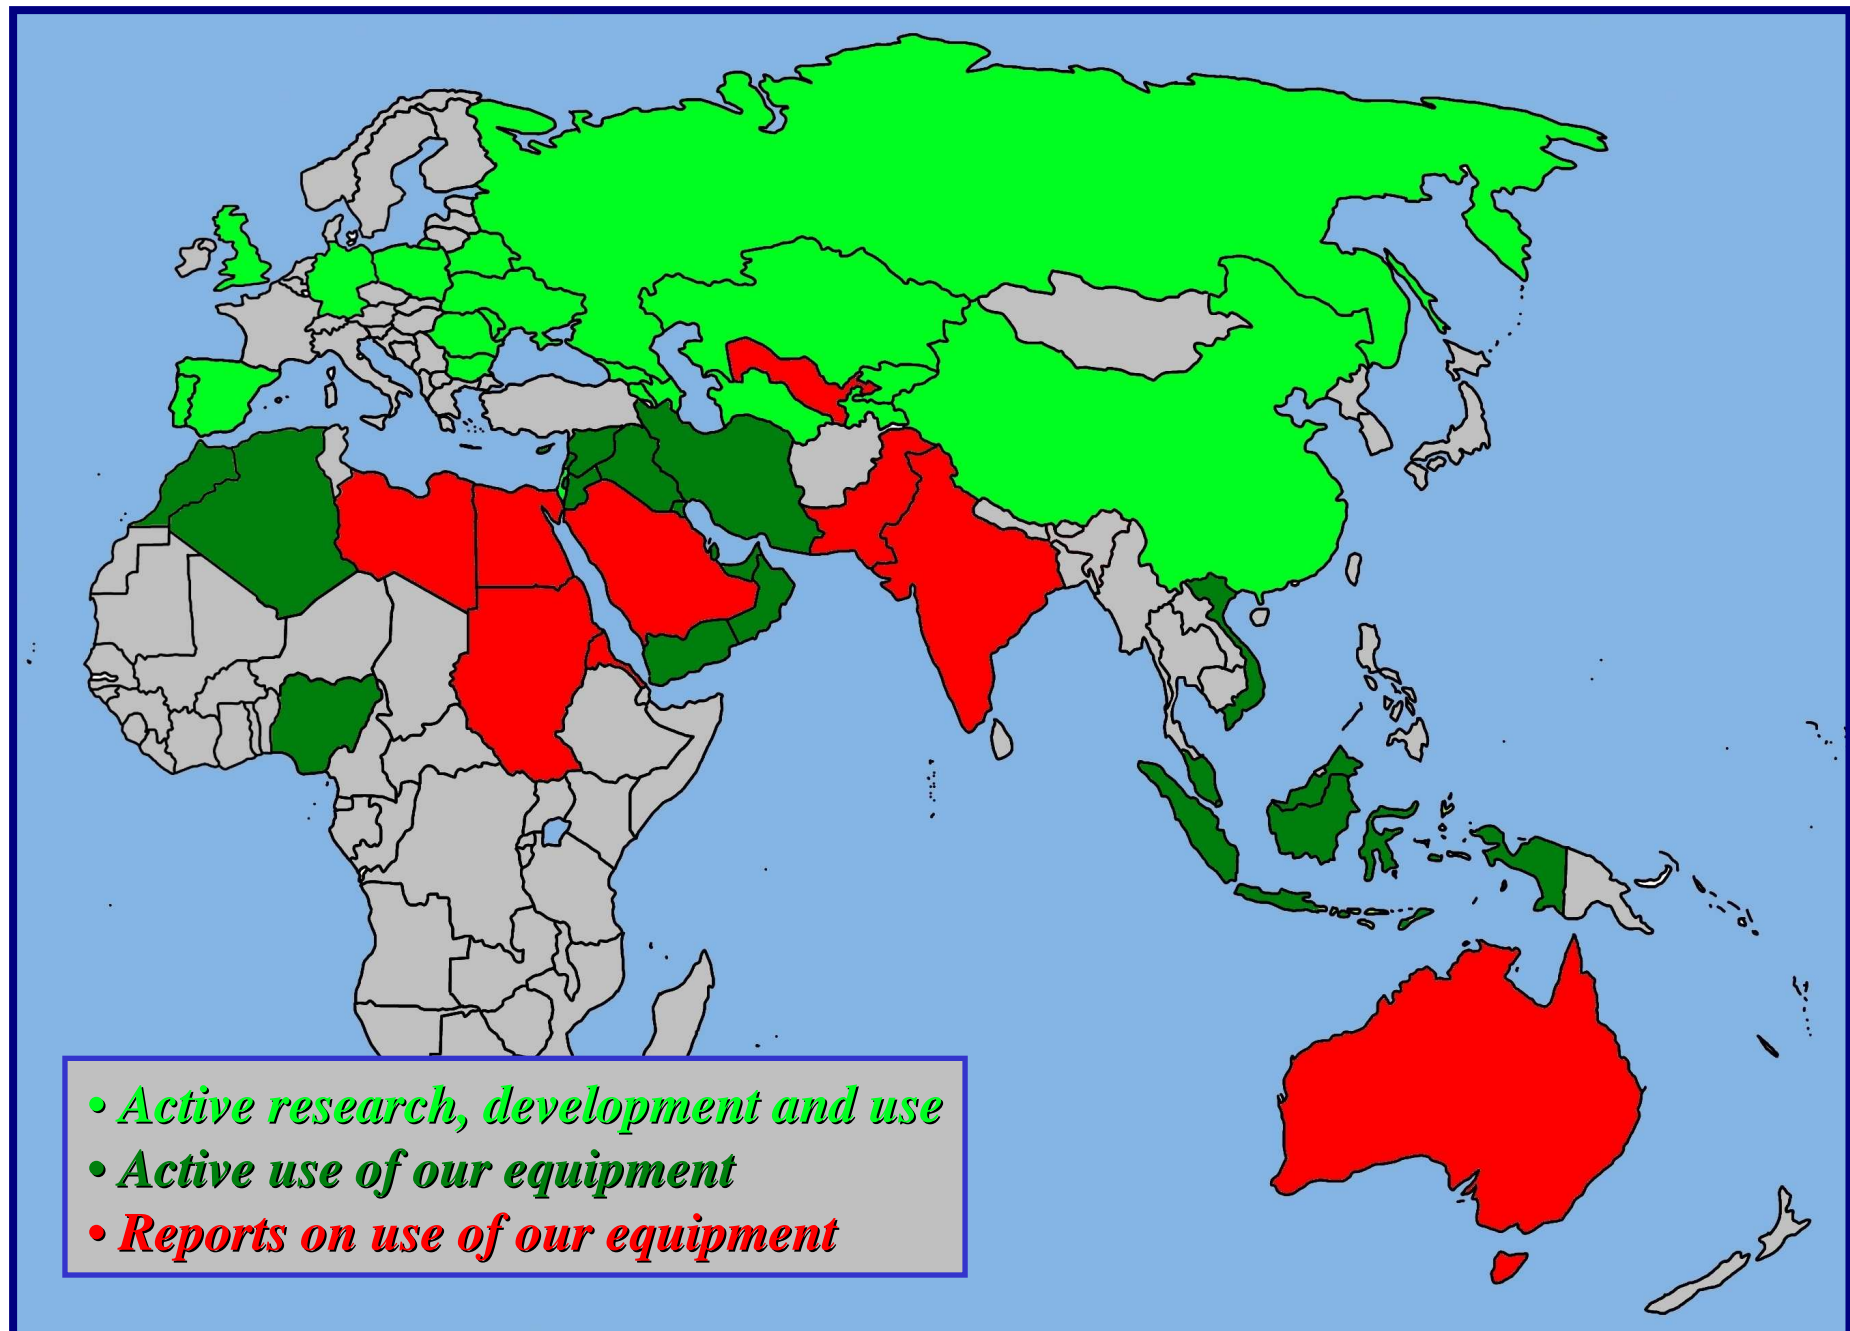 • Active research, development and use
• Active use of our equipment
• Reports on use of our equipment